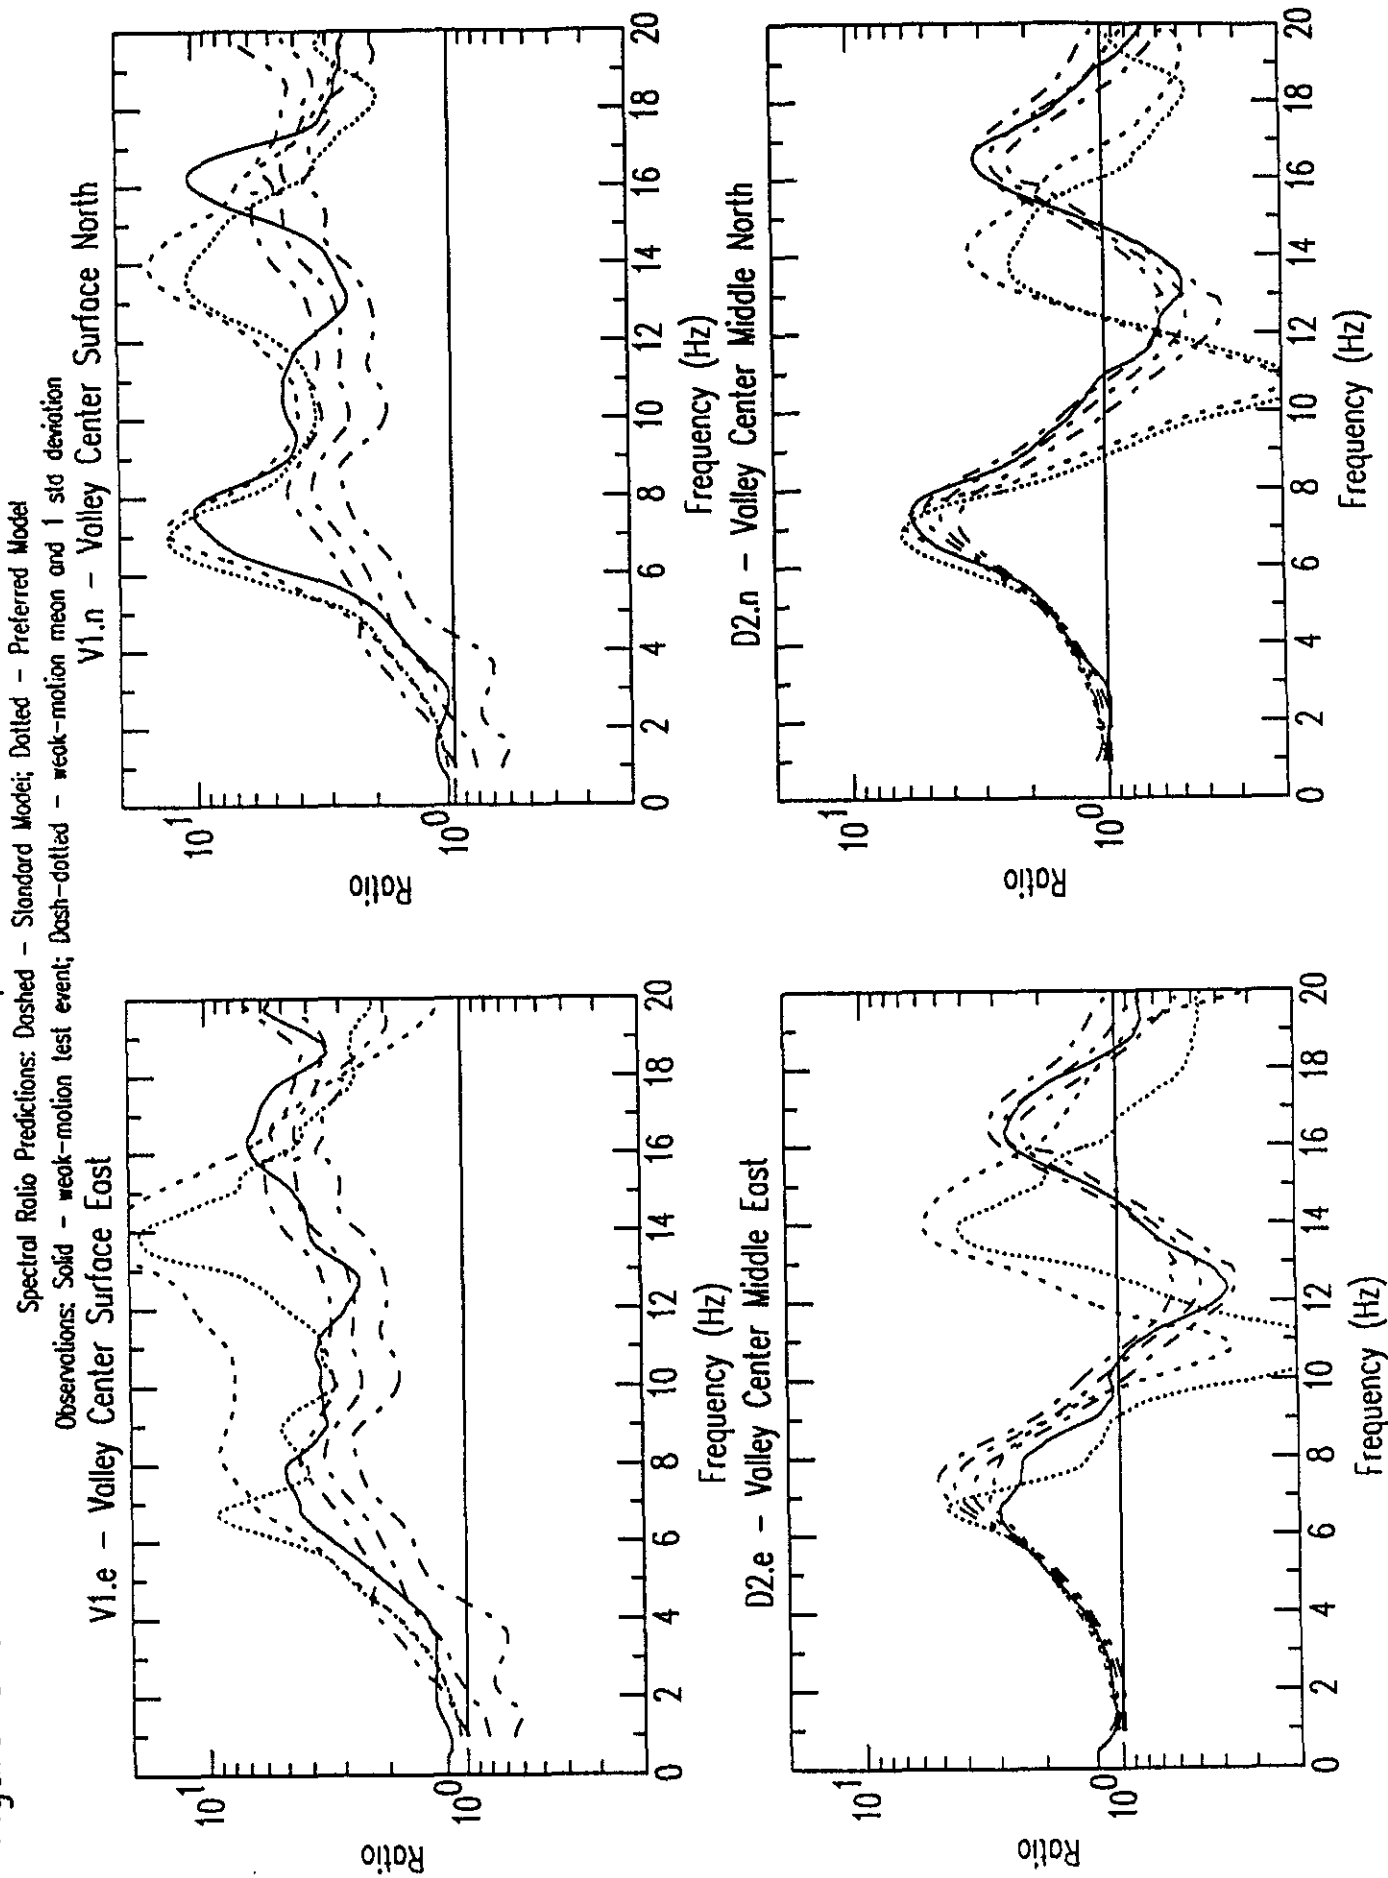 Spectral Ratio Predictions: Dashed - Standard Model; Dotted - Preferred Model
Observations: Solid - weak-motion test event; Dash-dotted - weak-motion mean and 1 std deviation
V1.e - Valley Center Surface East
10¹
10⁰
Ratio
0 2 4 6 8 10 12 14 16 18 20
Frequency (Hz)
V1.n - Valley Center Surface North
10¹
10⁰
Ratio
0 2 4 6 8 10 12 14 16 18 20
Frequency (Hz)
D2.e - Valley Center Middle East
10¹
10⁰
Ratio
0 2 4 6 8 10 12 14 16 18 20
Frequency (Hz)
D2.n - Valley Center Middle North
10¹
10⁰
Ratio
0 2 4 6 8 10 12 14 16 18 20
Frequency (Hz)